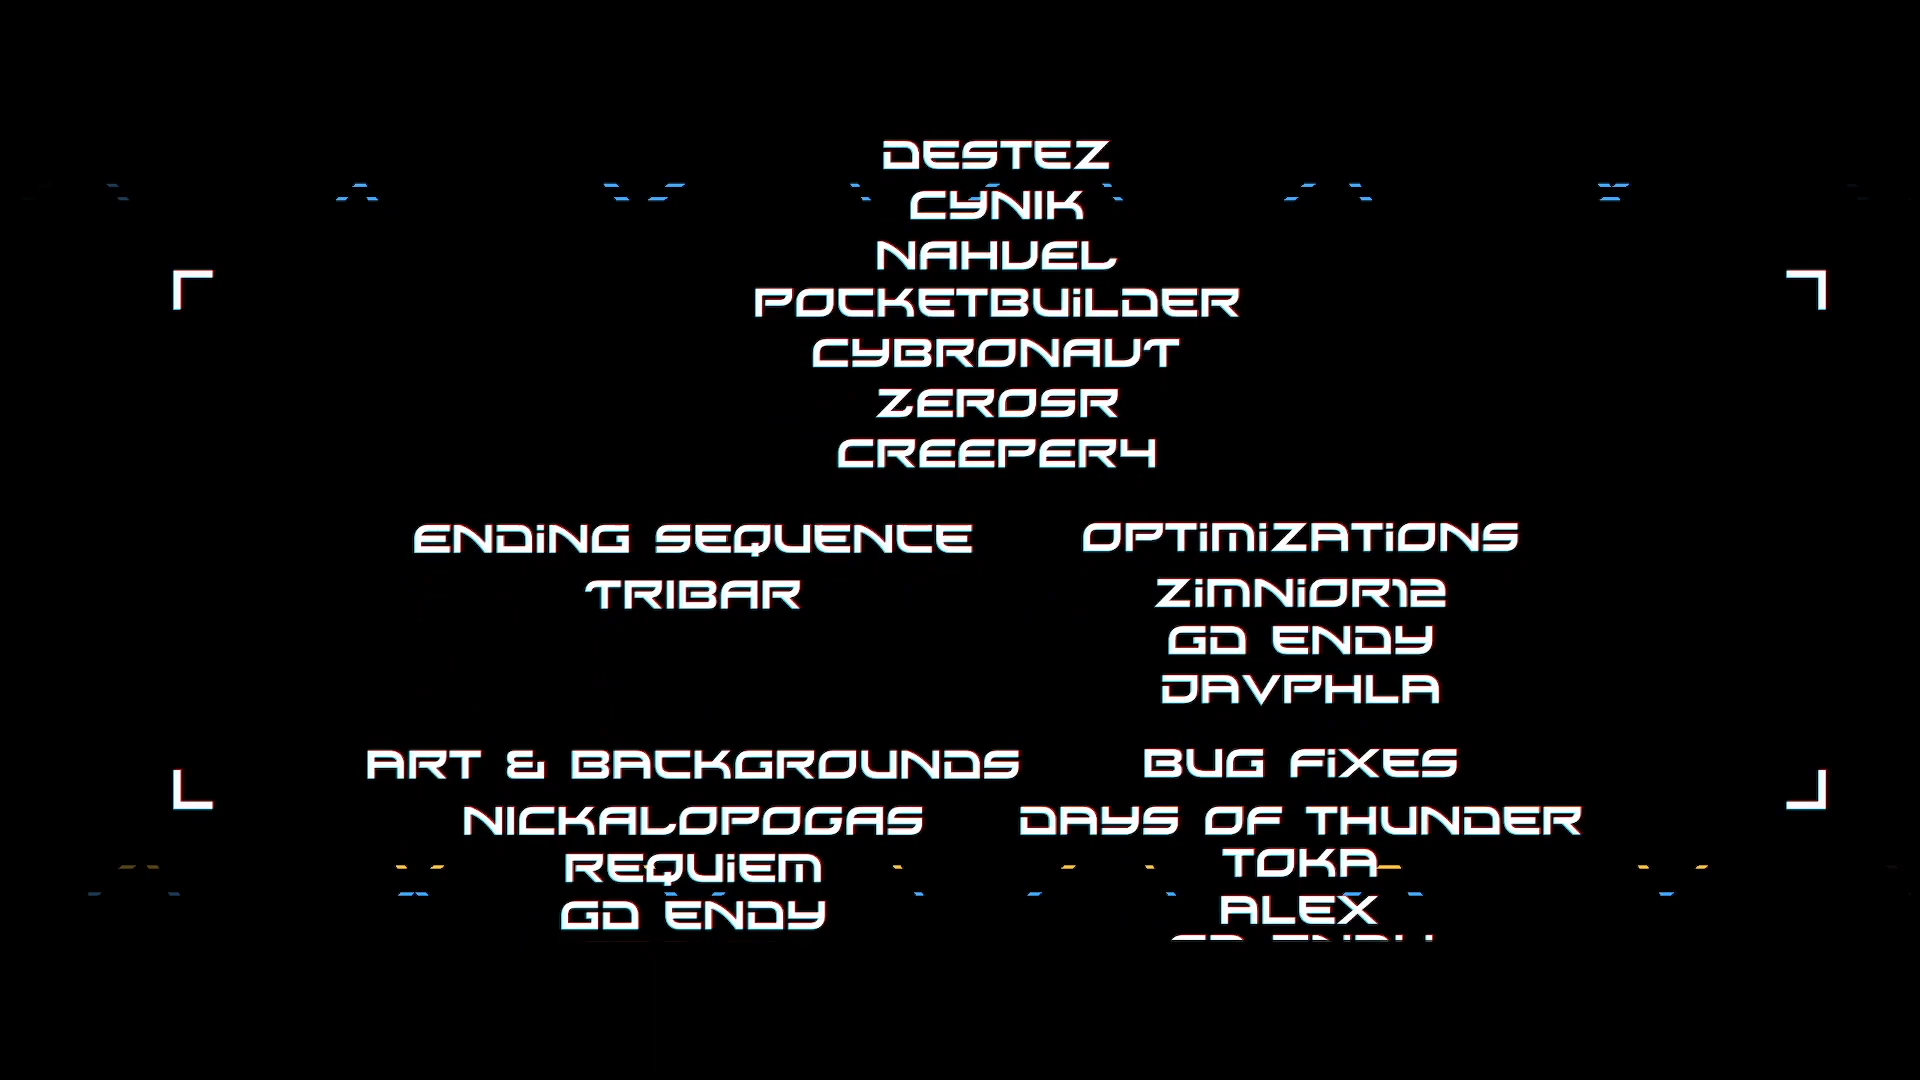 DESTEZ
CYNIK
NAHUEL
POCKETBUiLDER
CYBRONAUT
ZEROSR
CREEPER4
ENDiNG SEQUENCE
TRIBAR
OPTiMiZATiONS
ZiMNiOR12
GD ENDY
DAVPHLA
ART & BACKGROUNDS
NICKALOPOGAS
REQUiEM
GD ENDY
BUG FiXES
DAYS OF THUNDER
TOKA
ALEX